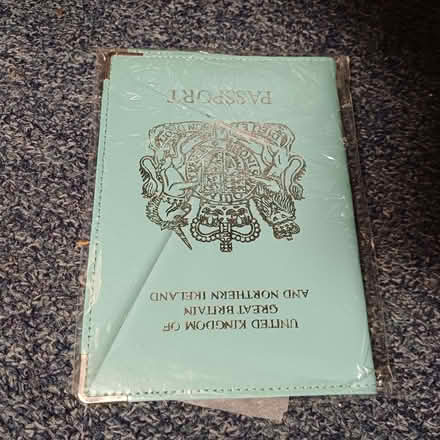 UNITED KINGDOM OF
GREAT BRITAIN
AND NORTHERN IRELAND
PASSPORT